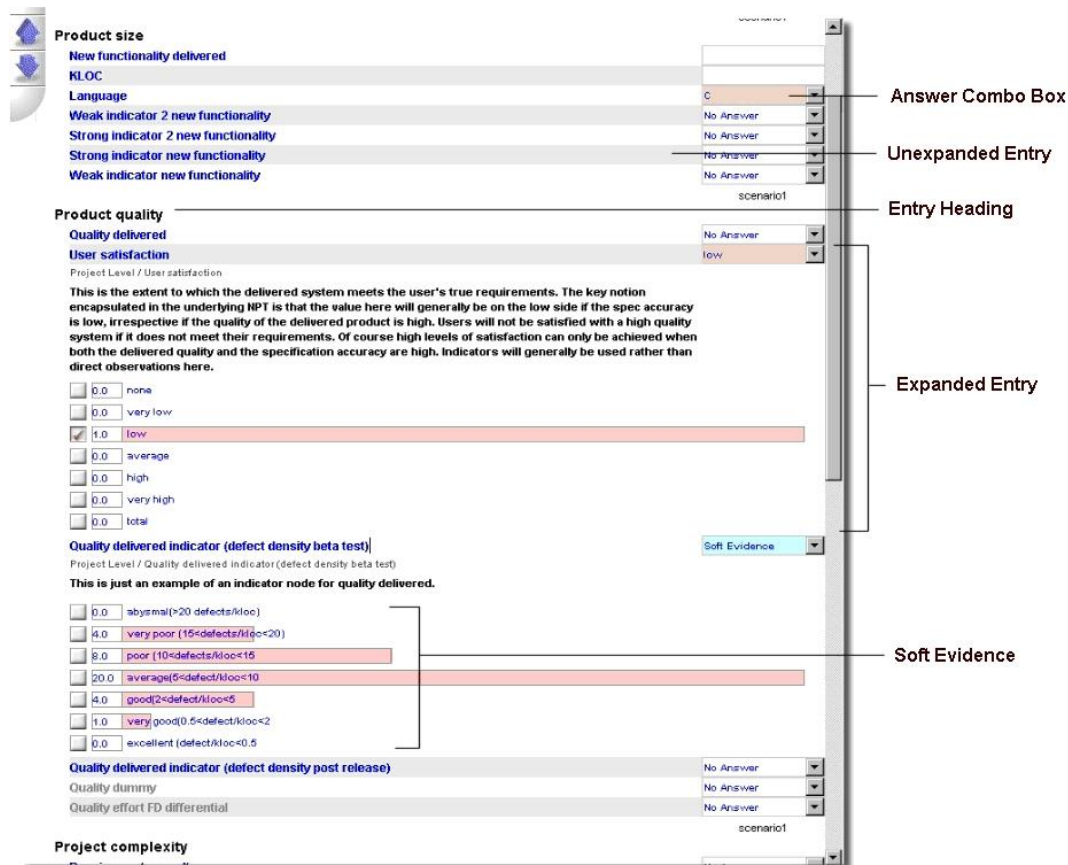 scenario1
Product size
New functionality delivered
KLOC
Language C
Answer Combo Box
Weak indicator 2 new functionality No Answer
Strong indicator 2 new functionality No Answer
Strong indicator new functionality No Answer
Unexpanded Entry
Weak indicator new functionality No Answer
scenario1
Product quality
Entry Heading
Quality delivered No Answer
User satisfaction low
Project Level / User satisfaction
This is the extent to which the delivered system meets the user's true requirements. The key notion
encapsulated in the underlying NPT is that the value here will generally be on the low side if the spec accuracy
is low, irrespective if the quality of the delivered product is high. Users will not be satisfied with a high quality
system if it does not meet their requirements. Of course high levels of satisfaction can only be achieved when
both the delivered quality and the specification accuracy are high. Indicators will generally be used rather than
direct observations here.
Expanded Entry
0.0 none
0.0 very low
1.0 low
0.0 average
0.0 high
0.0 very high
0.0 total
Quality delivered indicator (defect density beta test) Soft Evidence
Project Level / Quality delivered indicator (defect density beta test)
This is just an example of an indicator node for quality delivered.
0.0 abysmal(>20 defects/kloc)
4.0 very poor (15<defects/kloc<20)
8.0 poor (10<defects/kloc<15
Soft Evidence
20.0 average(5<defect/kloc<10
4.0 good(2<defect/kloc<5
1.0 very good(0.5<defect/kloc<2
0.0 excellent (defect/kloc<0.5
Quality delivered indicator (defect density post release) No Answer
Quality dummy No Answer
Quality effort FD differential No Answer
scenario1
Project complexity